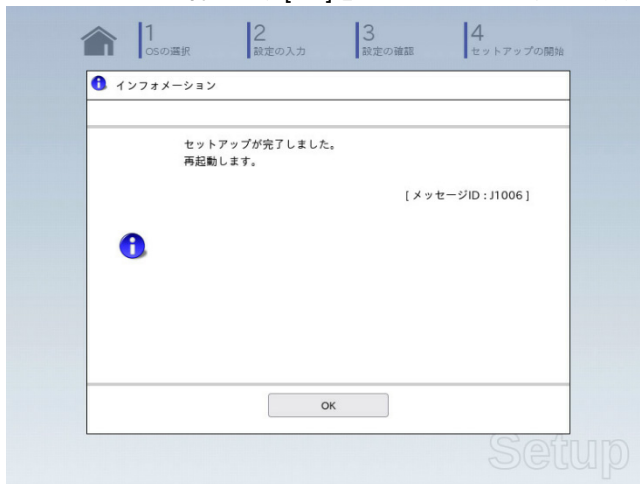 1
OSの選択
2
設定の入力
3
設定の確認
4
セットアップの開始
インフォメーション
セットアップが完了しました。
再起動します。
[ メッセージID : J1006 ]
OK
Setup